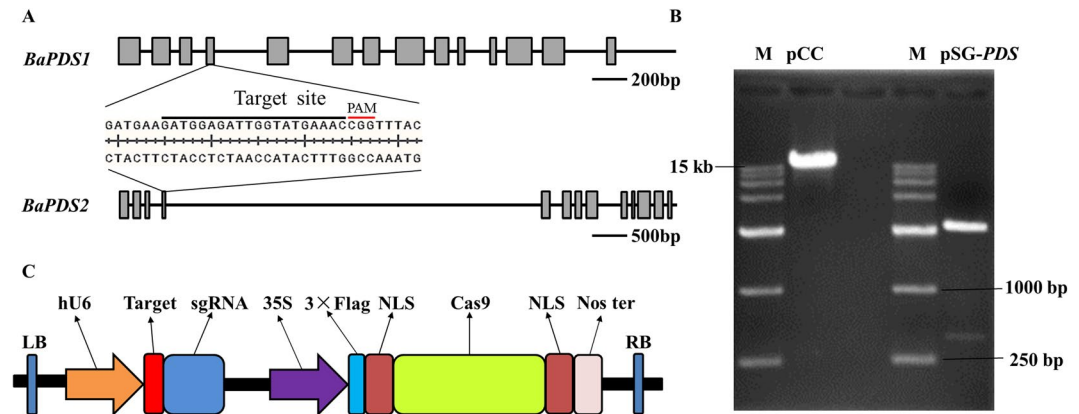 A
BaPDS1
200bp
Target site
PAM
GATGAAGATGGAGATTGGTATGAAACCGGTTTAC
CTACTTCTACCTCTAACCATACTTTGGCCAAATG
BaPDS2
500bp
B
M pCC M pSG-PDS
15 kb
1000 bp
250 bp
C
hU6 Target sgRNA 35S 3×Flag NLS Cas9 NLS Nos ter
LB RB